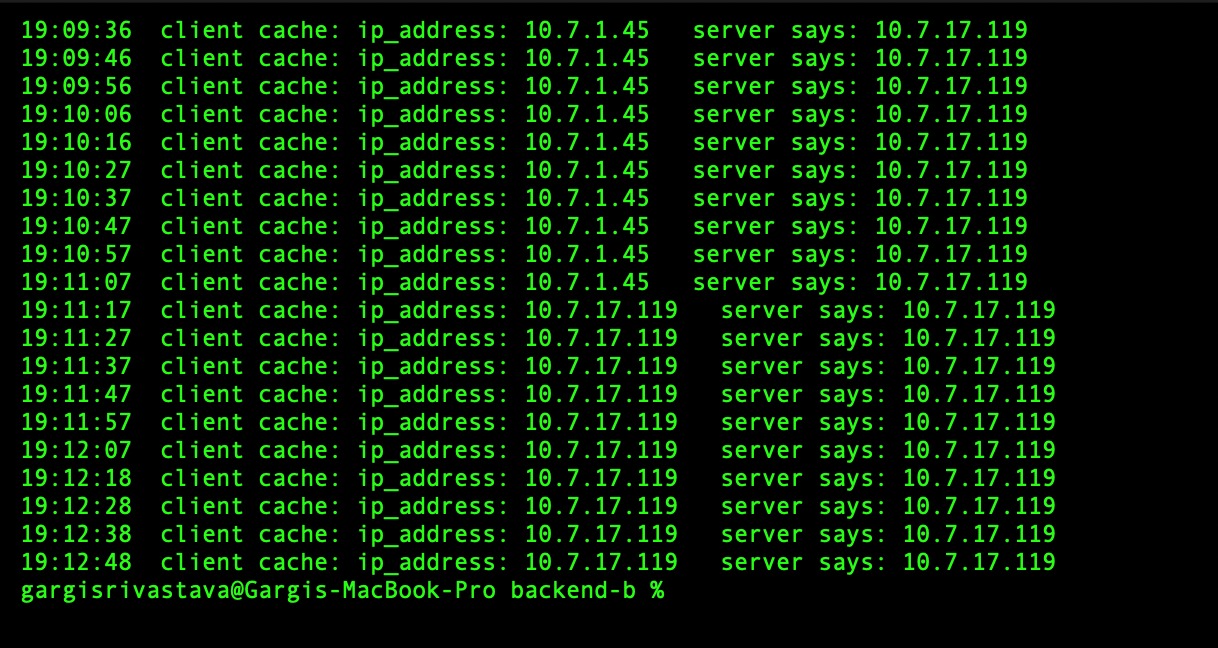 19:09:36  client cache: ip_address: 10.7.1.45   server says: 10.7.17.119
19:09:46  client cache: ip_address: 10.7.1.45   server says: 10.7.17.119
19:09:56  client cache: ip_address: 10.7.1.45   server says: 10.7.17.119
19:10:06  client cache: ip_address: 10.7.1.45   server says: 10.7.17.119
19:10:16  client cache: ip_address: 10.7.1.45   server says: 10.7.17.119
19:10:27  client cache: ip_address: 10.7.1.45   server says: 10.7.17.119
19:10:37  client cache: ip_address: 10.7.1.45   server says: 10.7.17.119
19:10:47  client cache: ip_address: 10.7.1.45   server says: 10.7.17.119
19:10:57  client cache: ip_address: 10.7.1.45   server says: 10.7.17.119
19:11:07  client cache: ip_address: 10.7.1.45   server says: 10.7.17.119
19:11:17  client cache: ip_address: 10.7.17.119   server says: 10.7.17.119
19:11:27  client cache: ip_address: 10.7.17.119   server says: 10.7.17.119
19:11:37  client cache: ip_address: 10.7.17.119   server says: 10.7.17.119
19:11:47  client cache: ip_address: 10.7.17.119   server says: 10.7.17.119
19:11:57  client cache: ip_address: 10.7.17.119   server says: 10.7.17.119
19:12:07  client cache: ip_address: 10.7.17.119   server says: 10.7.17.119
19:12:18  client cache: ip_address: 10.7.17.119   server says: 10.7.17.119
19:12:28  client cache: ip_address: 10.7.17.119   server says: 10.7.17.119
19:12:38  client cache: ip_address: 10.7.17.119   server says: 10.7.17.119
19:12:48  client cache: ip_address: 10.7.17.119   server says: 10.7.17.119
gargisrivastava@Gargis-MacBook-Pro backend-b %